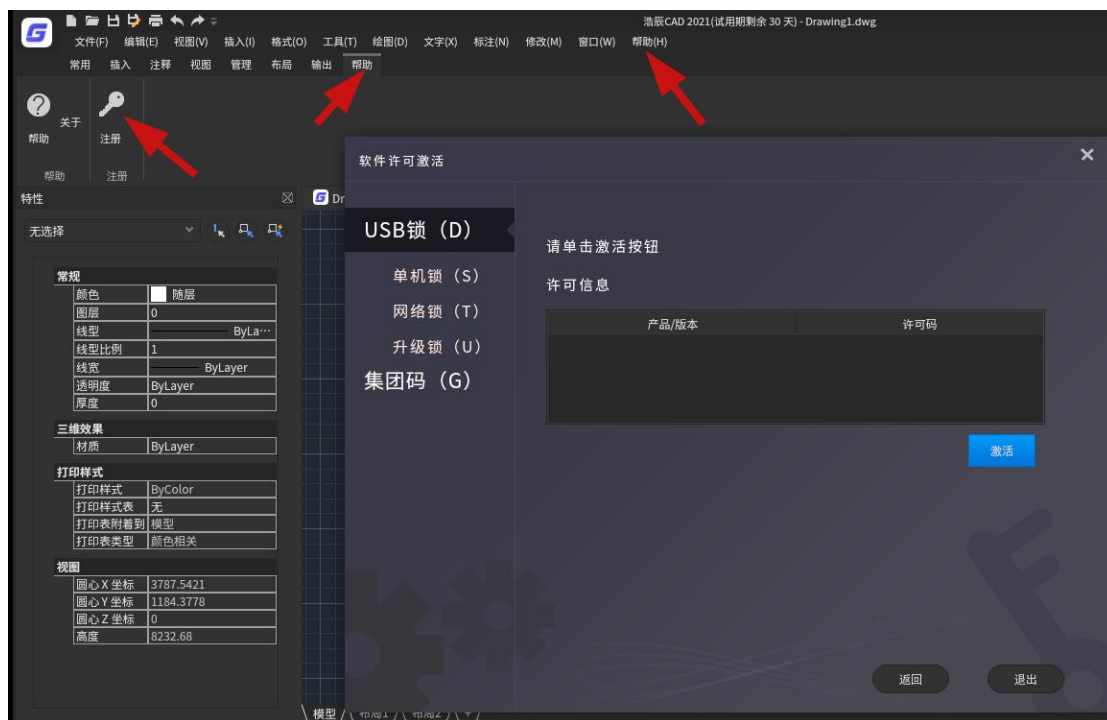 浩辰CAD 2021(试用期剩余 30 天) - Drawing1.dwg
文件(F) 编辑(E) 视图(V) 插入(I) 格式(O) 工具(T) 绘图(D) 文字(X) 标注(N) 修改(M) 窗口(W) 帮助(H)
常用 插入 注释 视图 管理 布局 输出 帮助
关于
帮助 注册
帮助 注册
软件许可激活
特性
Dr
无选择
USB锁（D）
单机锁（S）
网络锁（T）
升级锁（U）
集团码（G）
请单击激活按钮
许可信息
产品/版本 许可码
激活
常规
颜色 随层
图层 0
线型 ByLa…
线型比例 1
线宽 ByLayer
透明度 ByLayer
厚度 0
三维效果
材质 ByLayer
打印样式
打印样式 ByColor
打印样式表 无
打印表附着到 模型
打印表类型 颜色相关
视图
圆心 X 坐标 3787.5421
圆心 Y 坐标 1184.3778
圆心 Z 坐标 0
高度 8232.68
返回 退出
模型 布局1 布局2 +